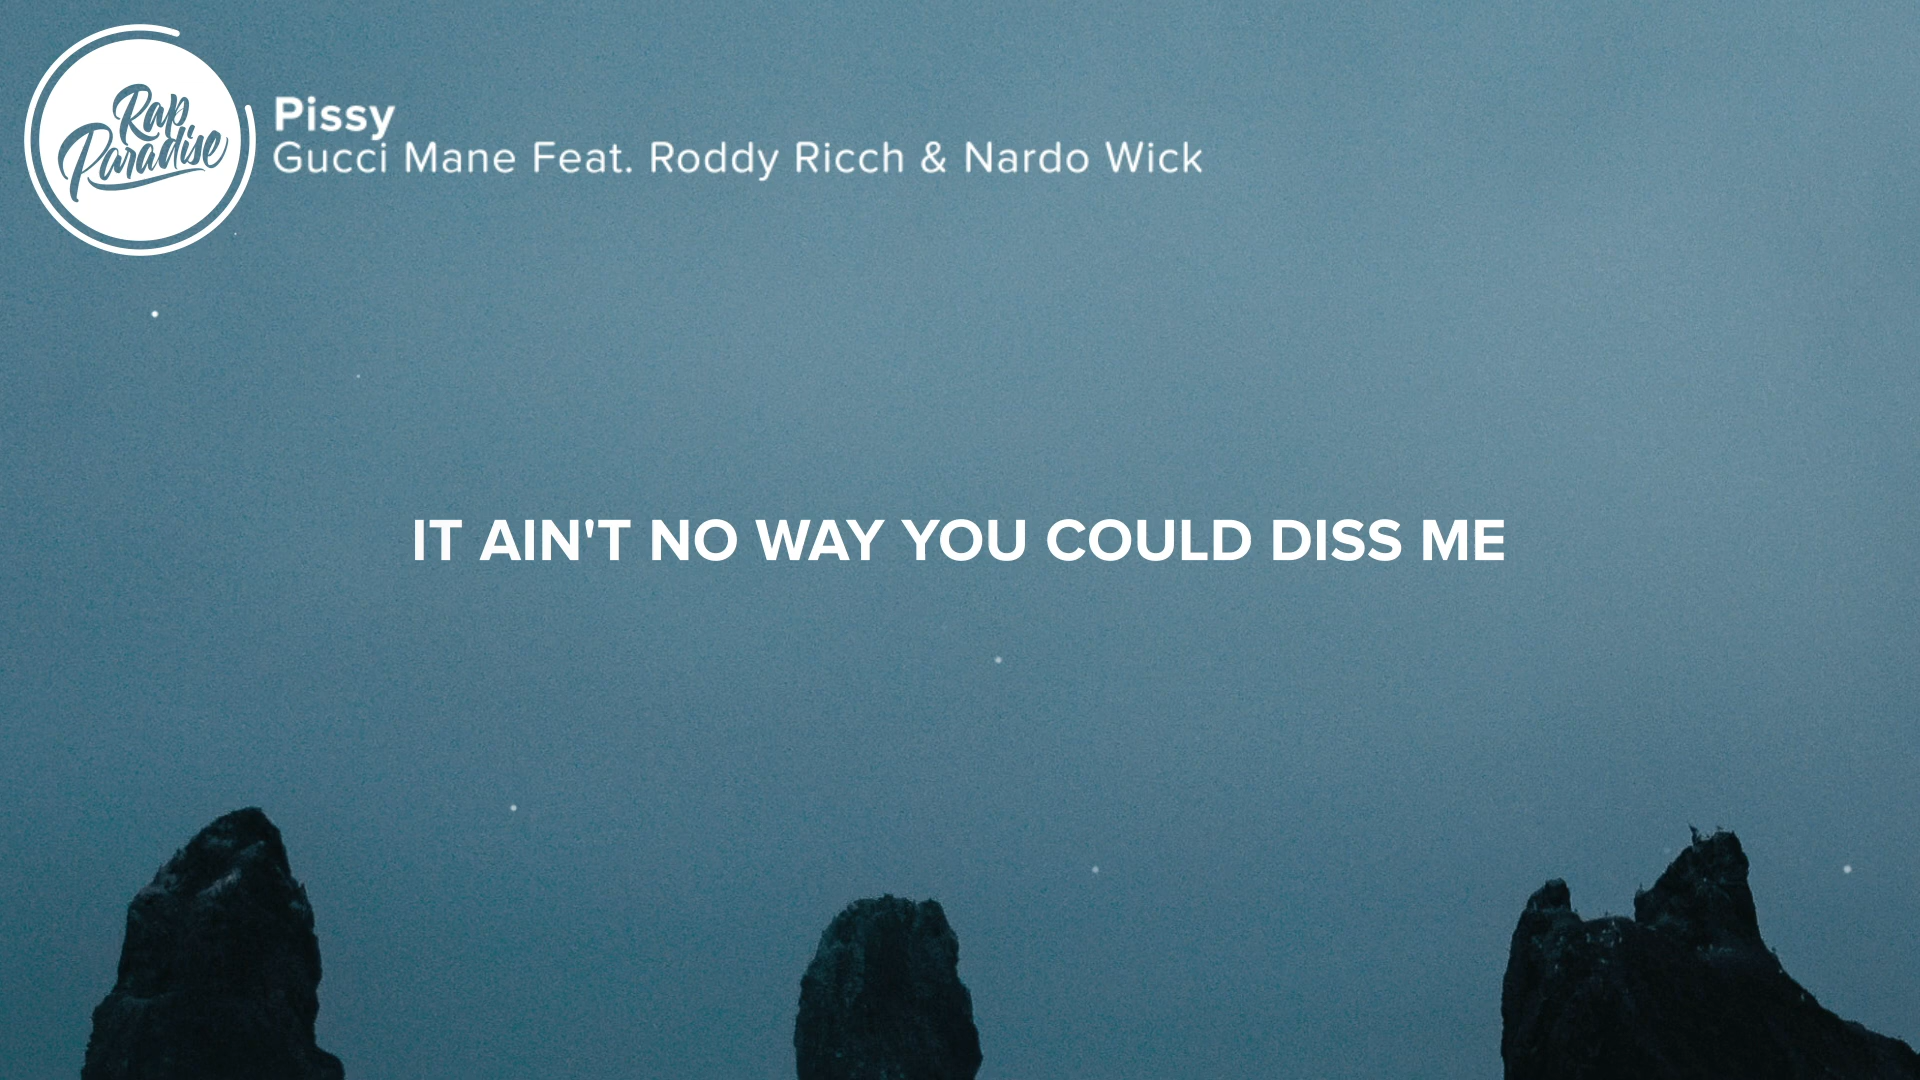 Rap
Paradise
Pissy
Gucci Mane Feat. Roddy Ricch & Nardo Wick
IT AIN'T NO WAY YOU COULD DISS ME